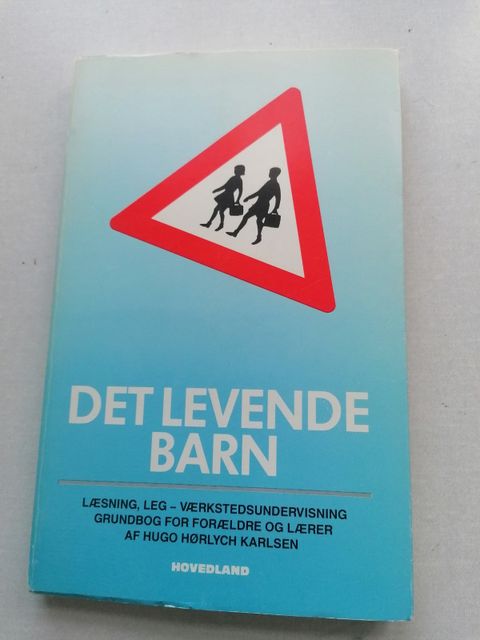 DET LEVENDE
BARN
LÆSNING, LEG – VÆRKSTEDSUNDERVISNING
GRUNDBOG FOR FORÆLDRE OG LÆRER
AF HUGO HØRLYCH KARLSEN
HOVEDLAND